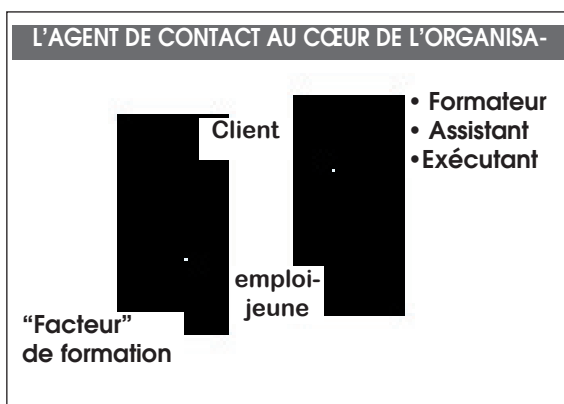 L'AGENT DE CONTACT AU CŒUR DE L'ORGANISA-
Client
• Formateur
• Assistant
•Exécutant
emploi-
jeune
“Facteur”
de formation